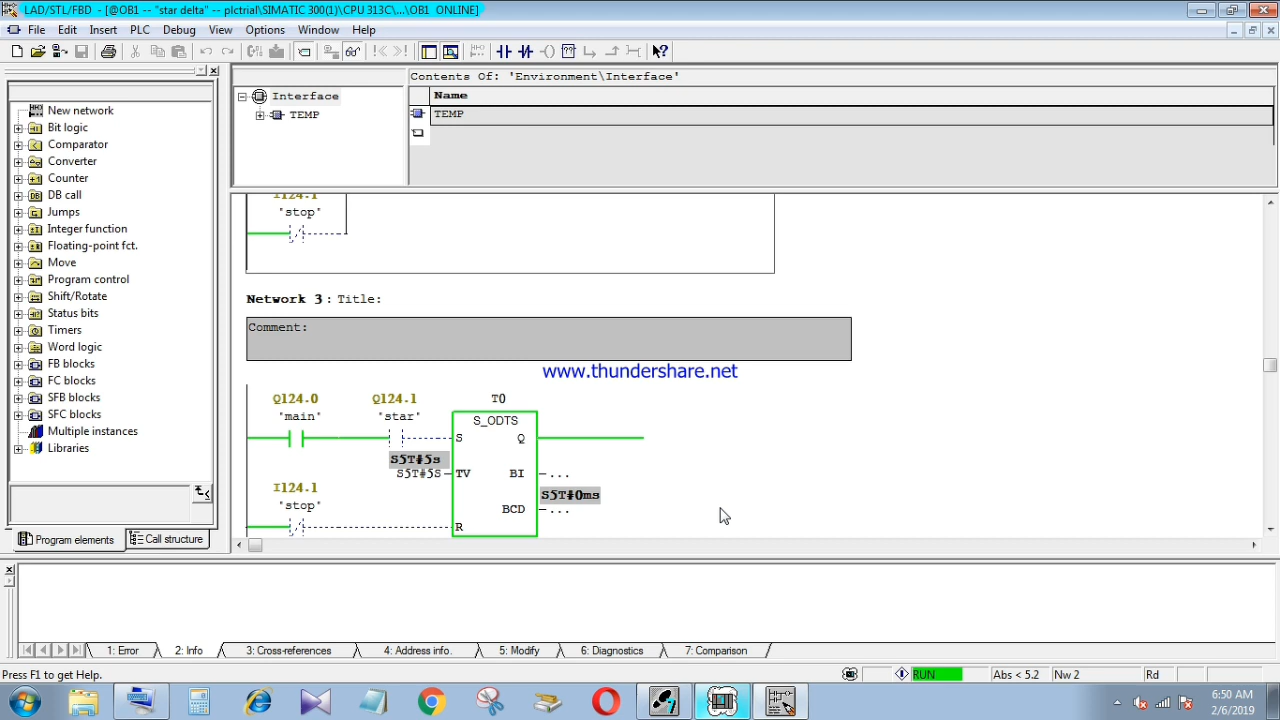 LAD/STL/FBD - [@OB1 -- "star delta" -- plctrial\SIMATIC 300(1)\CPU 313C\...\OB1 ONLINE]
File Edit Insert PLC Debug View Options Window Help
Contents Of: 'Environment\Interface'
Interface
TEMP
Name
TEMP
New network
Bit logic
Comparator
Converter
Counter
DB call
Jumps
Integer function
Floating-point fct.
Move
Program control
Shift/Rotate
Status bits
Timers
Word logic
FB blocks
FC blocks
SFB blocks
SFC blocks
Multiple instances
Libraries
Program elements
Call structure
I124.1
"stop"
Network 3 : Title:
Comment:
www.thundershare.net
Q124.0 Q124.1 T0
"main" "star" S_ODTS
S Q
S5T#5s
S5T#5S TV BI ...
I124.1 S5T#0ms
"stop" BCD ...
R
1: Error 2: Info 3: Cross-references 4: Address info. 5: Modify 6: Diagnostics 7: Comparison
Press F1 to get Help.
RUN Abs < 5.2 Nw 2 Rd
6:50 AM
2/6/2019